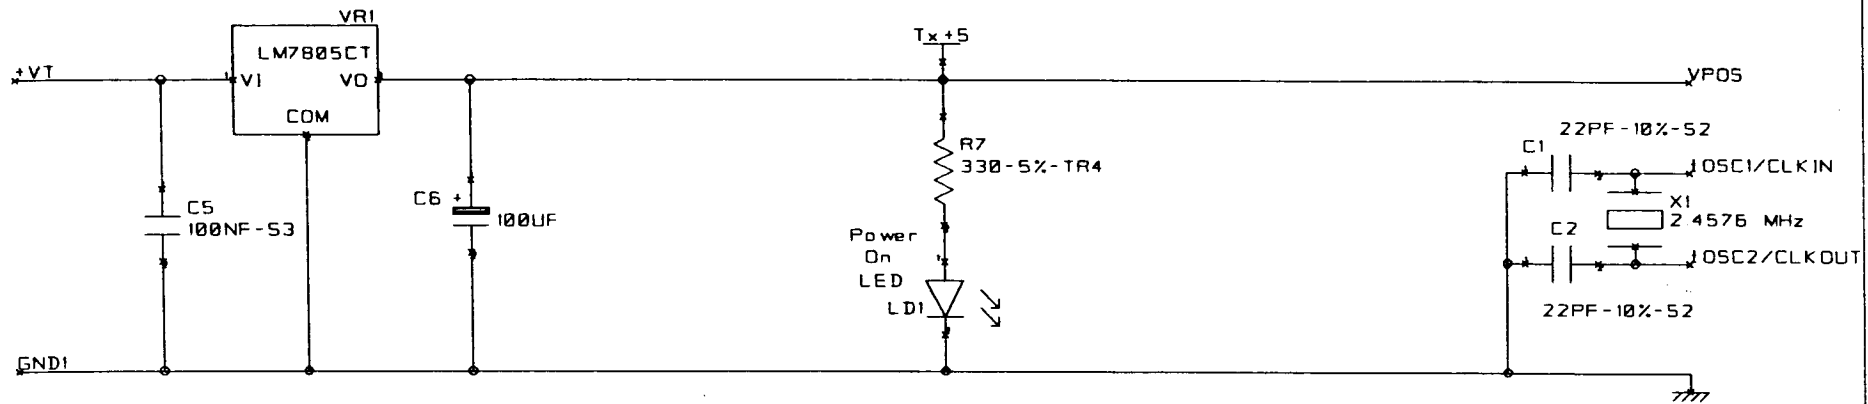 VR1
LM7805CT
+VT
VI
VO
COM
Tx+5
VPOS
C5
100NF-S3
C6
+
100UF
R7
330-5%-TR4
Power
On
LED
LD1
22PF-10%-S2
C1
OSC1/CLKIN
X1
2.4576 MHz
C2
OSC2/CLKOUT
22PF-10%-S2
GND1